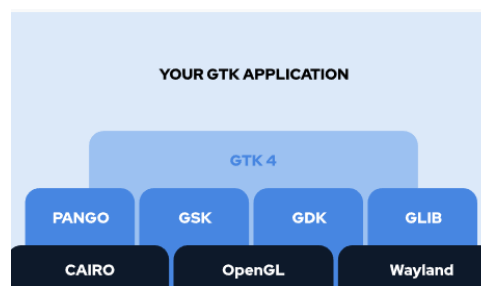 YOUR GTK APPLICATION
GTK 4
PANGO GSK GDK GLIB
CAIRO OpenGL Wayland